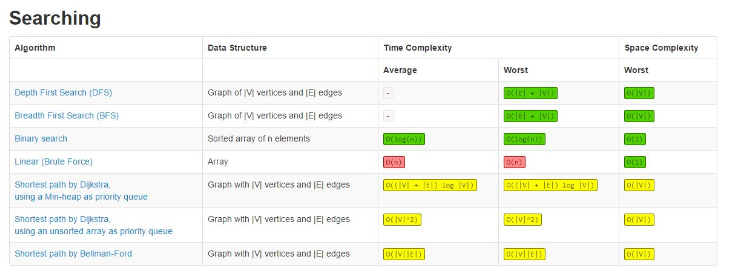 Searching
Algorithm Data Structure Time Complexity Space Complexity
Average Worst Worst
Depth First Search (DFS) Graph of |V| vertices and |E| edges - O(|E| + |V|) O(|V|)
Breadth First Search (BFS) Graph of |V| vertices and |E| edges - O(|E| + |V|) O(|V|)
Binary search Sorted array of n elements O(log(n)) O(log(n)) O(1)
Linear (Brute Force) Array O(n) O(n) O(1)
Shortest path by Dijkstra, Graph with |V| vertices and |E| edges O((|V| + |E|) log |V|) O((|V| + |E|) log |V|) O(|V|)
using a Min-heap as priority queue
Shortest path by Dijkstra, Graph with |V| vertices and |E| edges O(|V|^2) O(|V|^2) O(|V|)
using an unsorted array as priority queue
Shortest path by Bellman-Ford Graph with |V| vertices and |E| edges O(|V||E|) O(|V||E|) O(|V|)